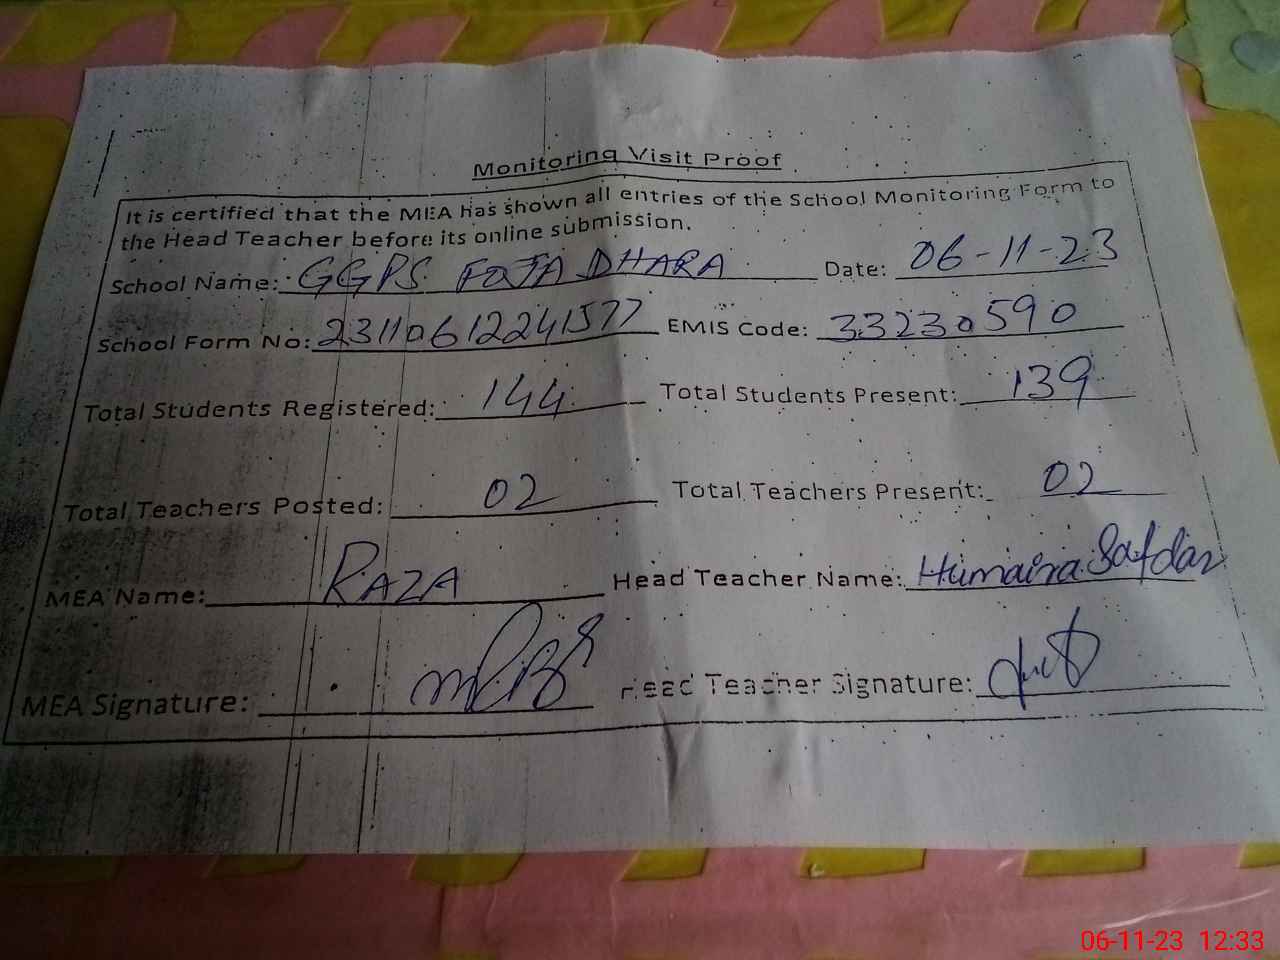 Monitoring Visit Proof
It is certified that the MEA has shown all entries of the School Monitoring Form to
the Head Teacher before its online submission.
School Name: GGPS FOJA DHARA Date: 06-11-23
School Form No: 23110612241577 EMIS Code: 33230590
Total Students Registered: 144 Total Students Present: 139
Total Teachers Posted: 02 Total Teachers Present: 02
MEA Name: RAZA Head Teacher Name: Humaira Safdar
MEA Signature: Head Teacher Signature:
06-11-23 12:33